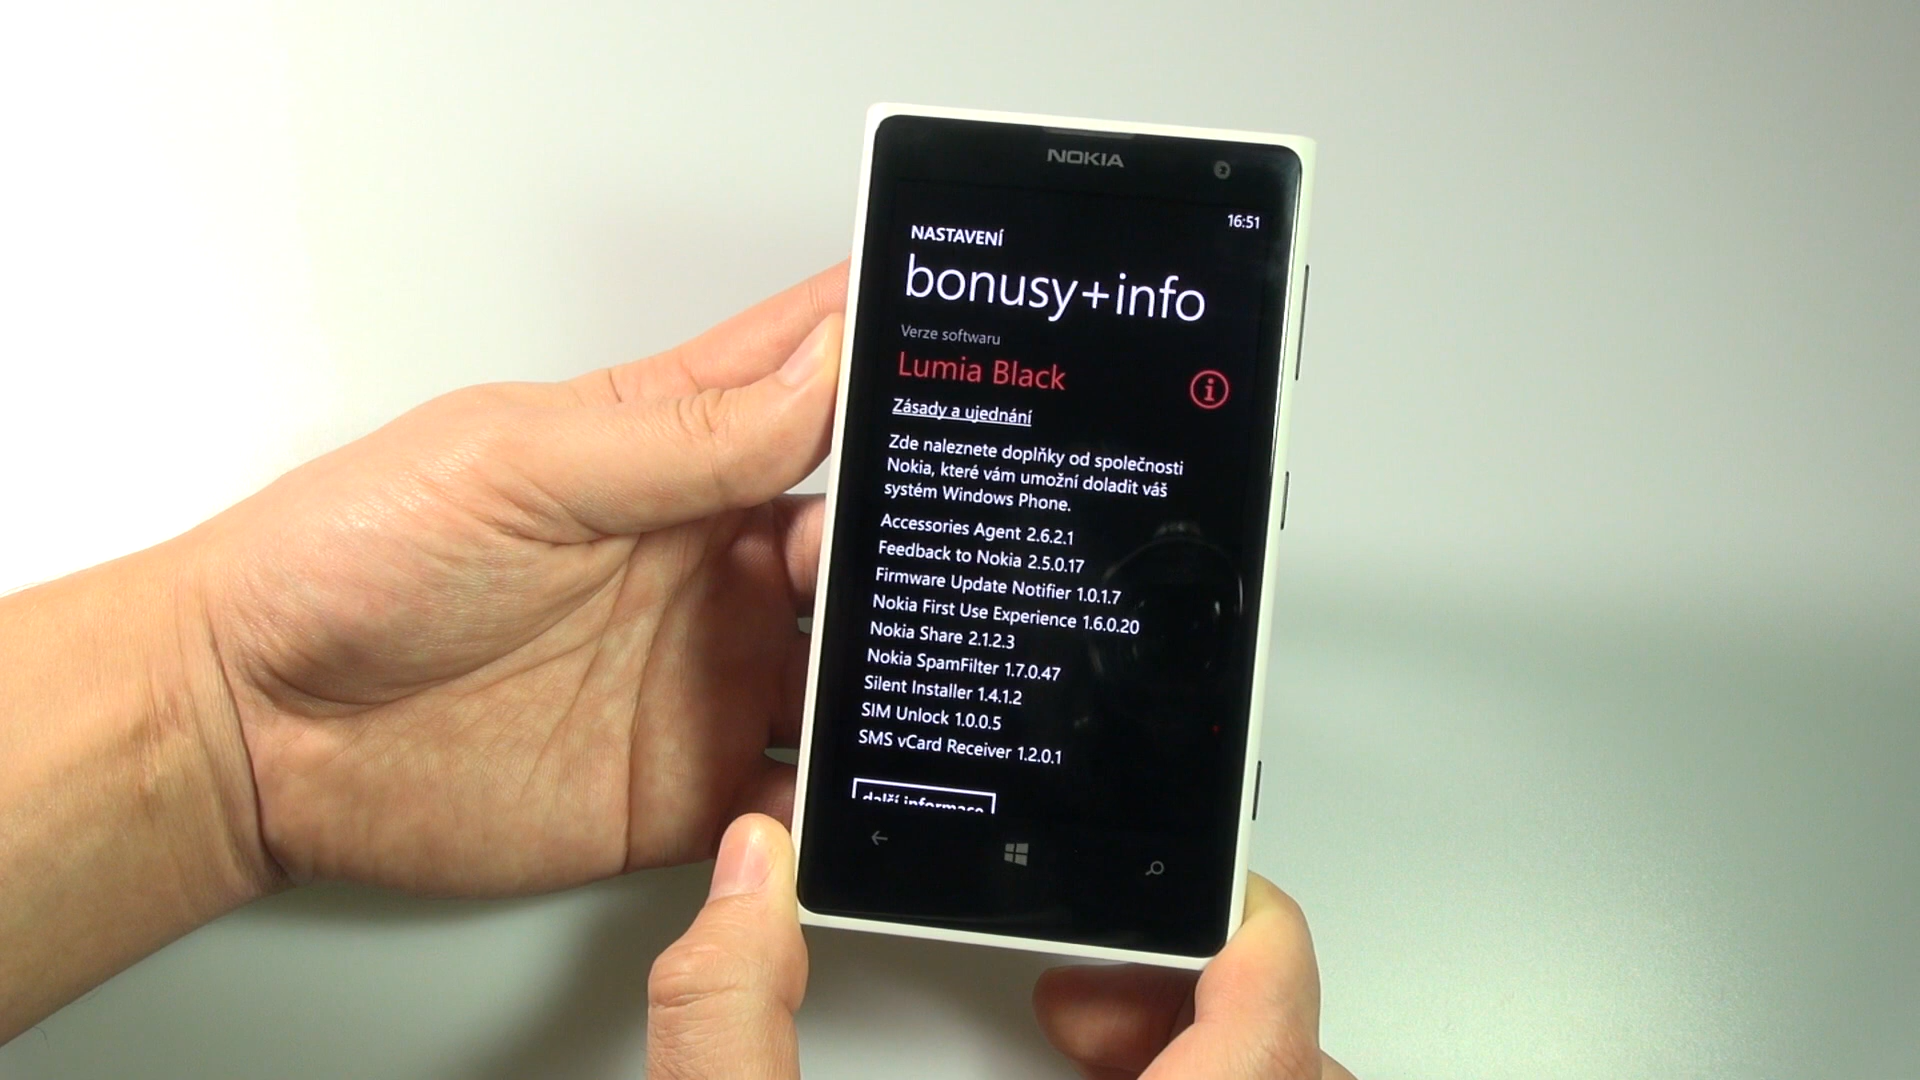 NOKIA
16:51
NASTAVENÍ
bonusy+info
Verze softwaru
Lumia Black
Zásady a ujednání
Zde naleznete doplňky od společnosti
Nokia, které vám umožní doladit váš
systém Windows Phone.
Accessories Agent 2.6.2.1
Feedback to Nokia 2.5.0.17
Firmware Update Notifier 1.0.1.7
Nokia First Use Experience 1.6.0.20
Nokia Share 2.1.2.3
Nokia SpamFilter 1.7.0.47
Silent Installer 1.4.1.2
SIM Unlock 1.0.0.5
SMS vCard Receiver 1.2.0.1
další informace